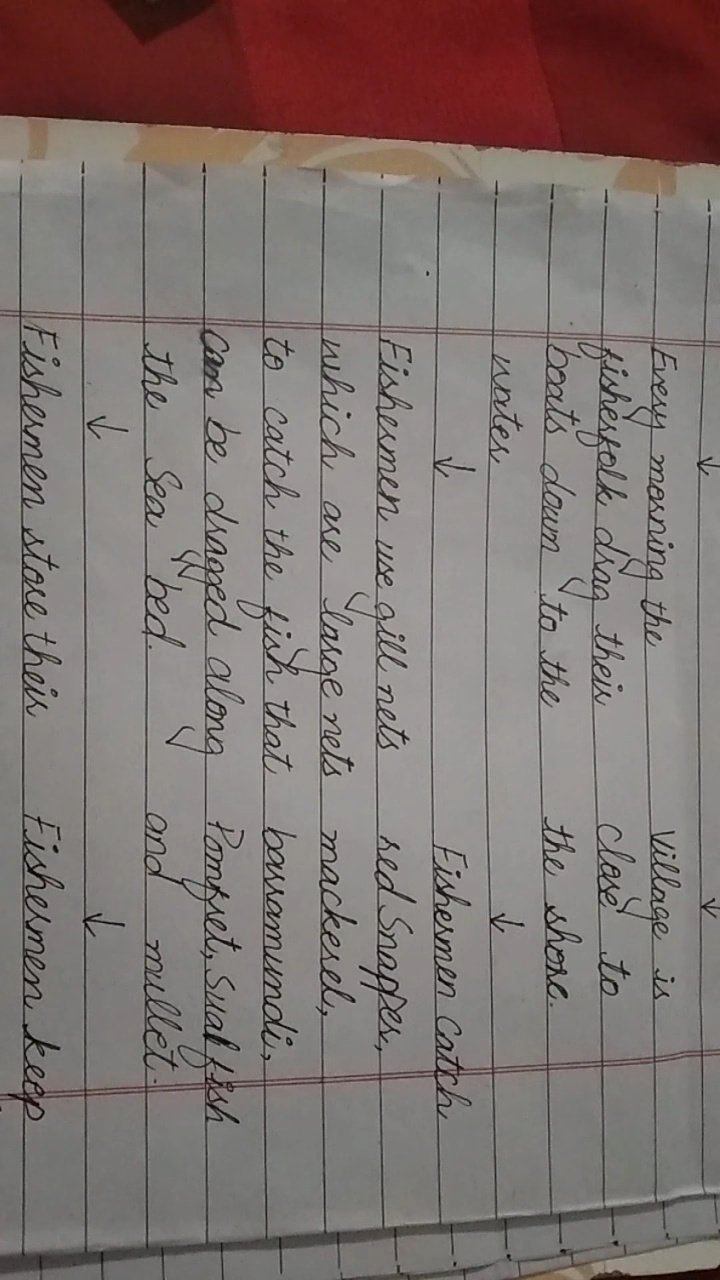 Every morning the
fisherfolk drag their
boats down to the
water
↓
Fishermen use gill nets
which are large nets
to catch the fish that
can be dragged along
the Sea bed.
↓
Fishermen store their
Village is
close to
the shore.
↓
Fishermen catch
red Snapper,
mackerel,
barramundi,
Pomfret, fish
and mullet.
↓
Fishermen keep